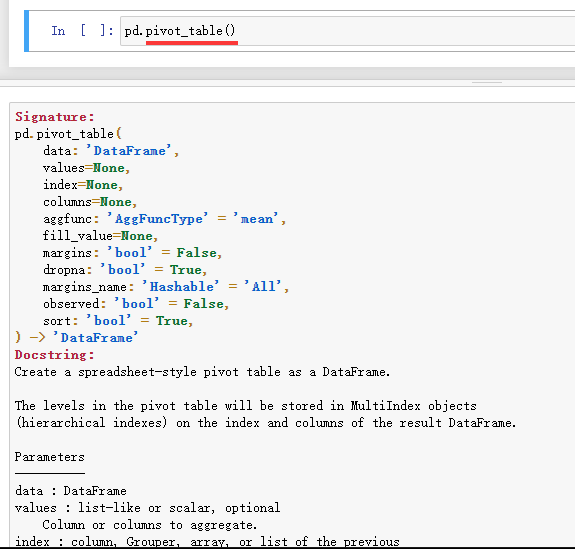 In [ ]: pd.pivot_table()
Signature:
pd.pivot_table(
    data: 'DataFrame',
    values=None,
    index=None,
    columns=None,
    aggfunc: 'AggFuncType' = 'mean',
    fill_value=None,
    margins: 'bool' = False,
    dropna: 'bool' = True,
    margins_name: 'Hashable' = 'All',
    observed: 'bool' = False,
    sort: 'bool' = True,
) -> 'DataFrame'
Docstring:
Create a spreadsheet-style pivot table as a DataFrame.
The levels in the pivot table will be stored in MultiIndex objects
(hierarchical indexes) on the index and columns of the result DataFrame.
Parameters
----------
data : DataFrame
values : list-like or scalar, optional
    Column or columns to aggregate.
index : column, Grouper, array, or list of the previous